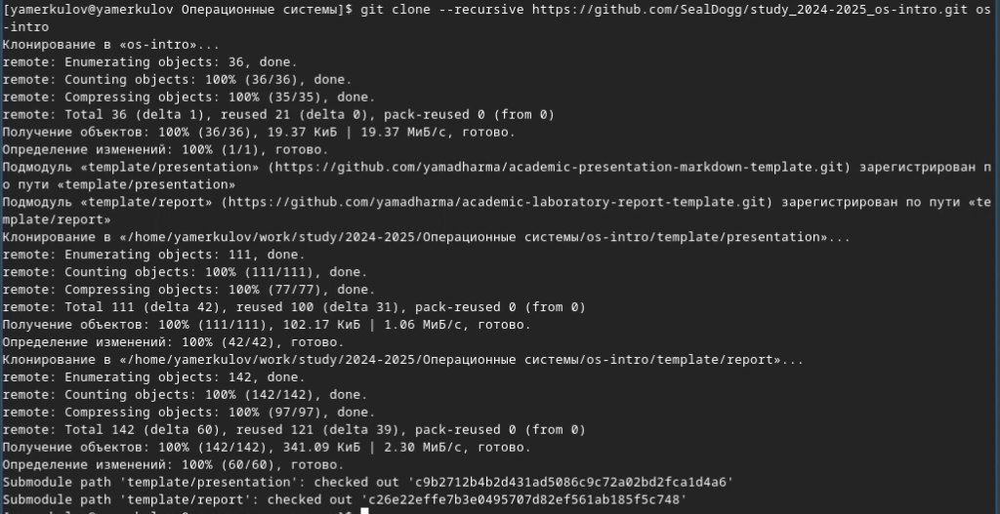 [yamerkulov@yamerkulov Операционные системы]$ git clone --recursive https://github.com/SealDogg/study_2024-2025_os-intro.git os
-intro
Клонирование в «os-intro»...
remote: Enumerating objects: 36, done.
remote: Counting objects: 100% (36/36), done.
remote: Compressing objects: 100% (35/35), done.
remote: Total 36 (delta 1), reused 21 (delta 0), pack-reused 0 (from 0)
Получение объектов: 100% (36/36), 19.37 КиБ | 19.37 МиБ/с, готово.
Определение изменений: 100% (1/1), готово.
Подмодуль «template/presentation» (https://github.com/yamadharma/academic-presentation-markdown-template.git) зарегистрирован п
о пути «template/presentation»
Подмодуль «template/report» (https://github.com/yamadharma/academic-laboratory-report-template.git) зарегистрирован по пути «te
mplate/report»
Клонирование в «/home/yamerkulov/work/study/2024-2025/Операционные системы/os-intro/template/presentation»...
remote: Enumerating objects: 111, done.
remote: Counting objects: 100% (111/111), done.
remote: Compressing objects: 100% (77/77), done.
remote: Total 111 (delta 42), reused 100 (delta 31), pack-reused 0 (from 0)
Получение объектов: 100% (111/111), 102.17 КиБ | 1.06 МиБ/с, готово.
Определение изменений: 100% (42/42), готово.
Клонирование в «/home/yamerkulov/work/study/2024-2025/Операционные системы/os-intro/template/report»...
remote: Enumerating objects: 142, done.
remote: Counting objects: 100% (142/142), done.
remote: Compressing objects: 100% (97/97), done.
remote: Total 142 (delta 60), reused 121 (delta 39), pack-reused 0 (from 0)
Получение объектов: 100% (142/142), 341.09 КиБ | 2.30 МиБ/с, готово.
Определение изменений: 100% (60/60), готово.
Submodule path 'template/presentation': checked out 'c9b2712b4b2d431ad5086c9c72a02bd2fca1d4a6'
Submodule path 'template/report': checked out 'c26e22effe7b3e0495707d82ef561ab185f5c748'